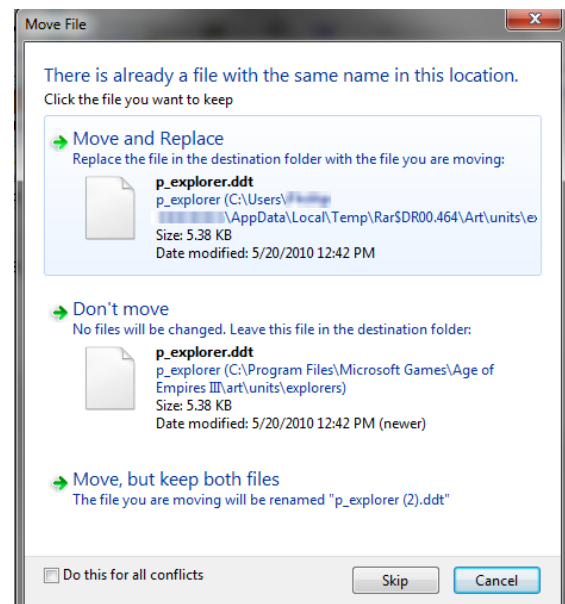 Move File
There is already a file with the same name in this location.
Click the file you want to keep
Move and Replace
Replace the file in the destination folder with the file you are moving:
p_explorer.ddt
p_explorer (C:\Users\
\AppData\Local\Temp\Rar$DR00.464\Art\units\ex
Size: 5.38 KB
Date modified: 5/20/2010 12:42 PM
Don't move
No files will be changed. Leave this file in the destination folder:
p_explorer.ddt
p_explorer (C:\Program Files\Microsoft Games\Age of
Empires III\art\units\explorers)
Size: 5.38 KB
Date modified: 5/20/2010 12:42 PM (newer)
Move, but keep both files
The file you are moving will be renamed "p_explorer (2).ddt"
Do this for all conflicts
Skip
Cancel